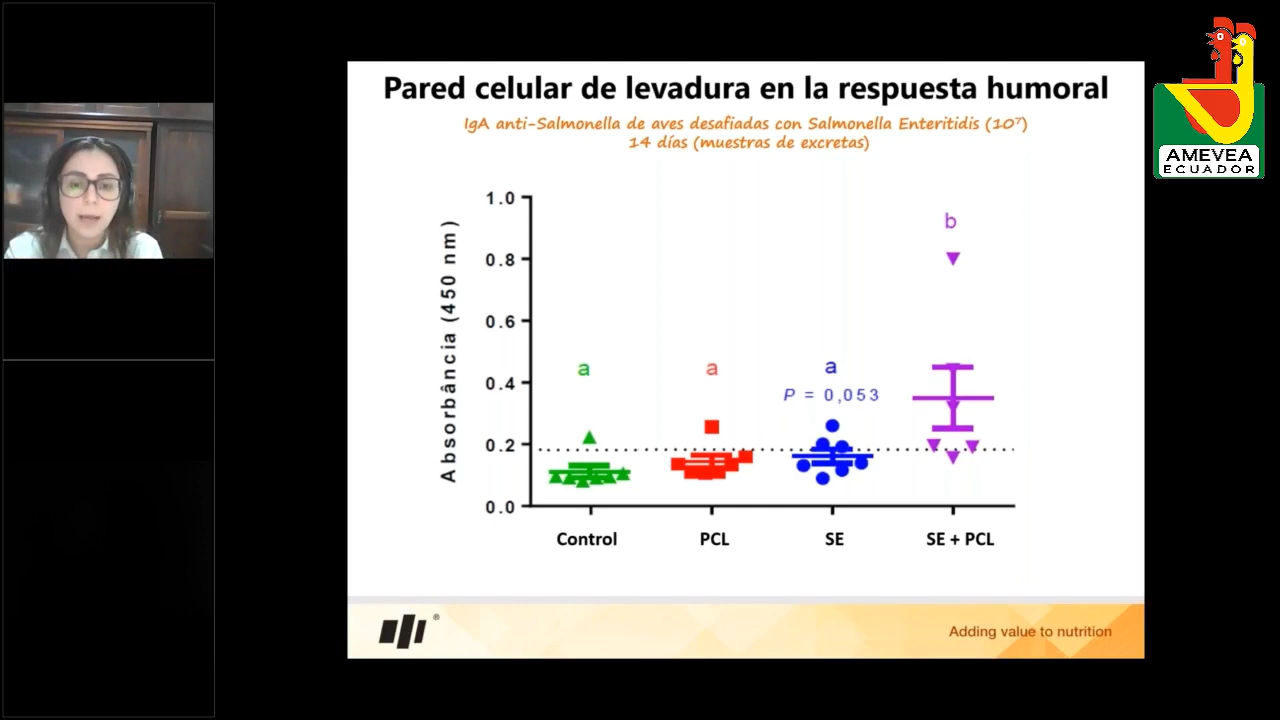 Pared celular de levadura en la respuesta humoral
IgA anti-Salmonella de aves desafiadas con Salmonella Enteritidis (10⁷)
14 días (muestras de excretas)
AMEVEA
ECUADOR
Absorbância (450 nm)
1.0
0.8
0.6
0.4
0.2
0.0
a
a
a
P = 0,053
b
Control
PCL
SE
SE + PCL
®
Adding value to nutrition